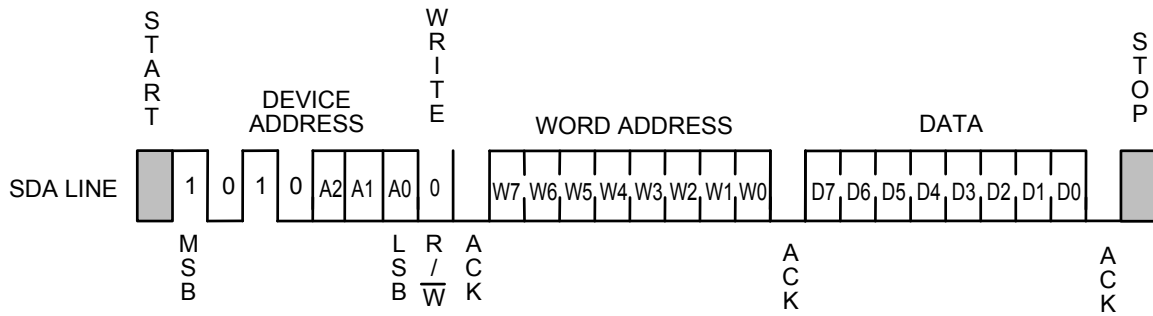 START
WRITE
STOP
DEVICE
ADDRESS
WORD ADDRESS
DATA
SDA LINE
1 0 1 0 A2 A1 A0 0 W7 W6 W5 W4 W3 W2 W1 W0 D7 D6 D5 D4 D3 D2 D1 D0
MSB
LSB
R/W̅
ACK
ACK
ACK